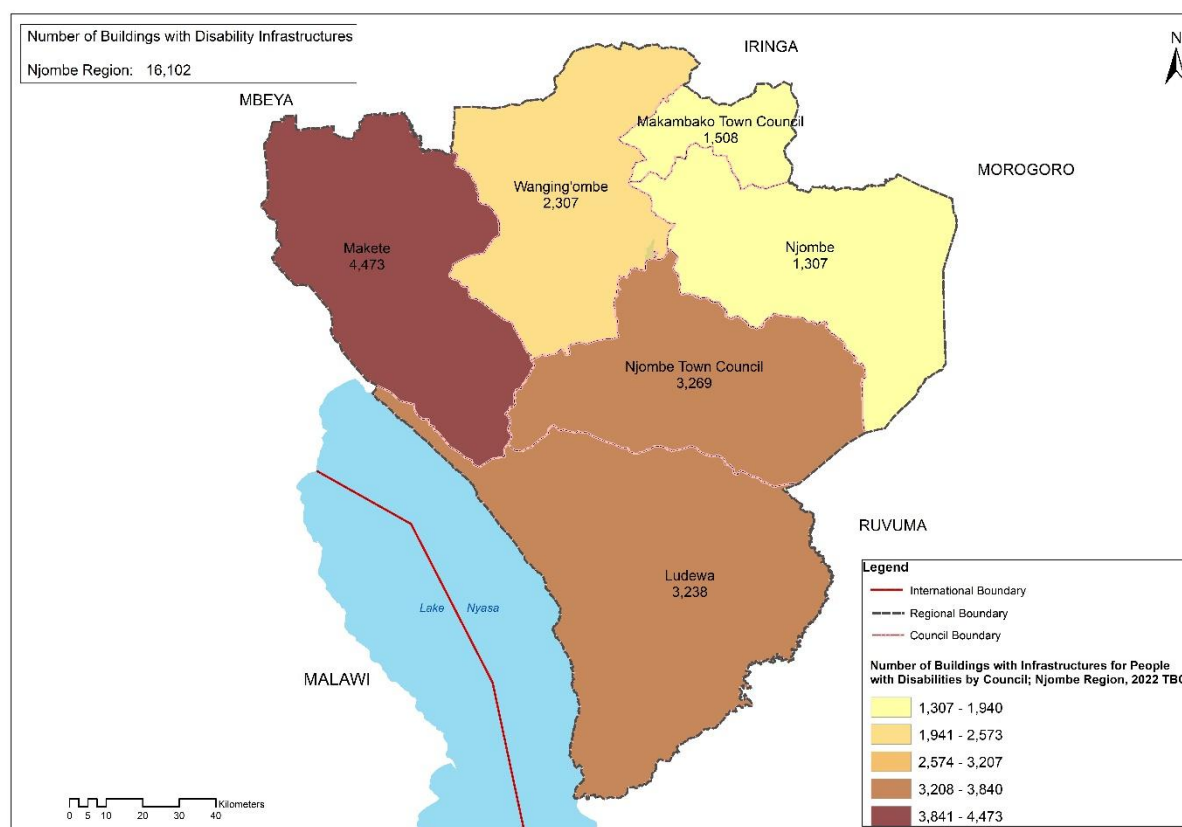 Number of Buildings with Disability Infrastructures
Njombe Region: 16,102
N
IRINGA
MBEYA
Makambako Town Council
1,508
MOROGORO
Wanging'ombe
2,307
Makete
4,473
Njombe
1,307
Njombe Town Council
3,269
RUVUMA
Ludewa
3,238
Lake Nyasa
MALAWI
Legend
International Boundary
Regional Boundary
Council Boundary
Number of Buildings with Infrastructures for People
with Disabilities by Council; Njombe Region, 2022 TBC
1,307 - 1,940
1,941 - 2,573
2,574 - 3,207
3,208 - 3,840
3,841 - 4,473
Kilometers
0 5 10 20 30 40